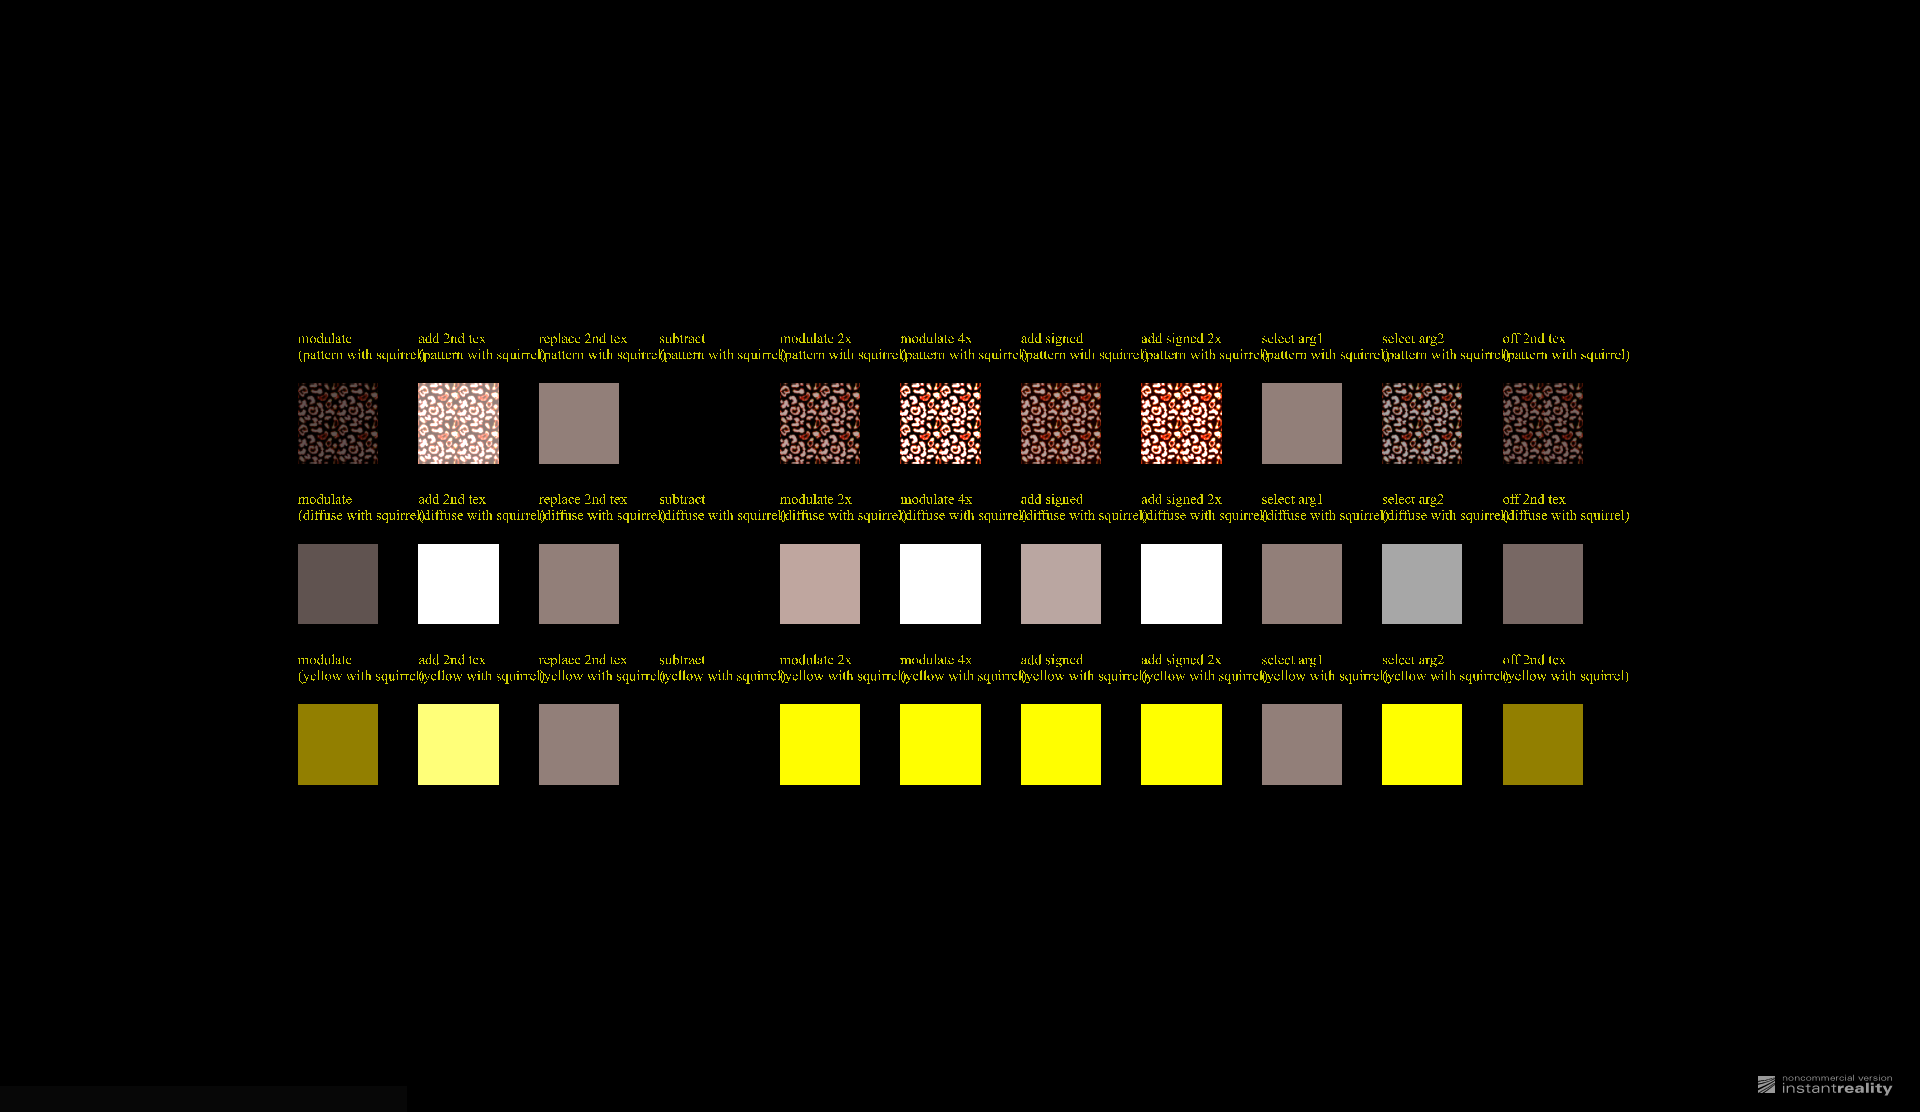 modulate add 2nd tex replace 2nd tex subtract modulate 2x modulate 4x add signed add signed 2x select arg1 select arg2 off 2nd tex
(pattern with squirrel) (pattern with squirrel) (pattern with squirrel) (pattern with squirrel) (pattern with squirrel) (pattern with squirrel) (pattern with squirrel) (pattern with squirrel) (pattern with squirrel) (pattern with squirrel) (pattern with squirrel)
modulate add 2nd tex replace 2nd tex subtract modulate 2x modulate 4x add signed add signed 2x select arg1 select arg2 off 2nd tex
(diffuse with squirrel) (diffuse with squirrel) (diffuse with squirrel) (diffuse with squirrel) (diffuse with squirrel) (diffuse with squirrel) (diffuse with squirrel) (diffuse with squirrel) (diffuse with squirrel) (diffuse with squirrel) (diffuse with squirrel)
modulate add 2nd tex replace 2nd tex subtract modulate 2x modulate 4x add signed add signed 2x select arg1 select arg2 off 2nd tex
(yellow with squirrel) (yellow with squirrel) (yellow with squirrel) (yellow with squirrel) (yellow with squirrel) (yellow with squirrel) (yellow with squirrel) (yellow with squirrel) (yellow with squirrel) (yellow with squirrel) (yellow with squirrel)
noncommercial version
instantreality